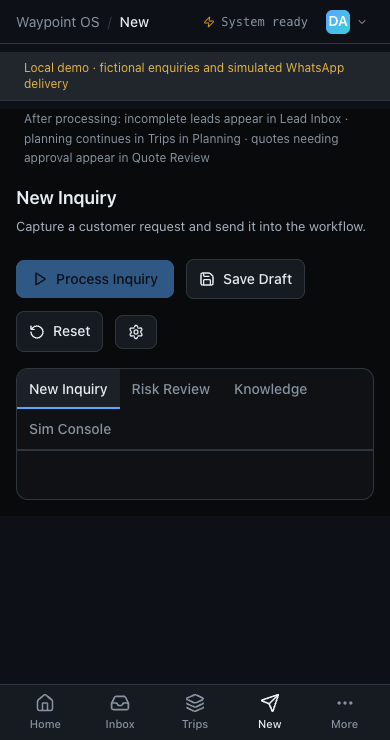 Waypoint OS / New System ready DA
Local demo · fictional enquiries and simulated WhatsApp
delivery
After processing: incomplete leads appear in Lead Inbox ·
planning continues in Trips in Planning · quotes needing
approval appear in Quote Review
New Inquiry
Capture a customer request and send it into the workflow.
Process Inquiry Save Draft
Reset
New Inquiry Risk Review Knowledge
Sim Console
Home Inbox Trips New More